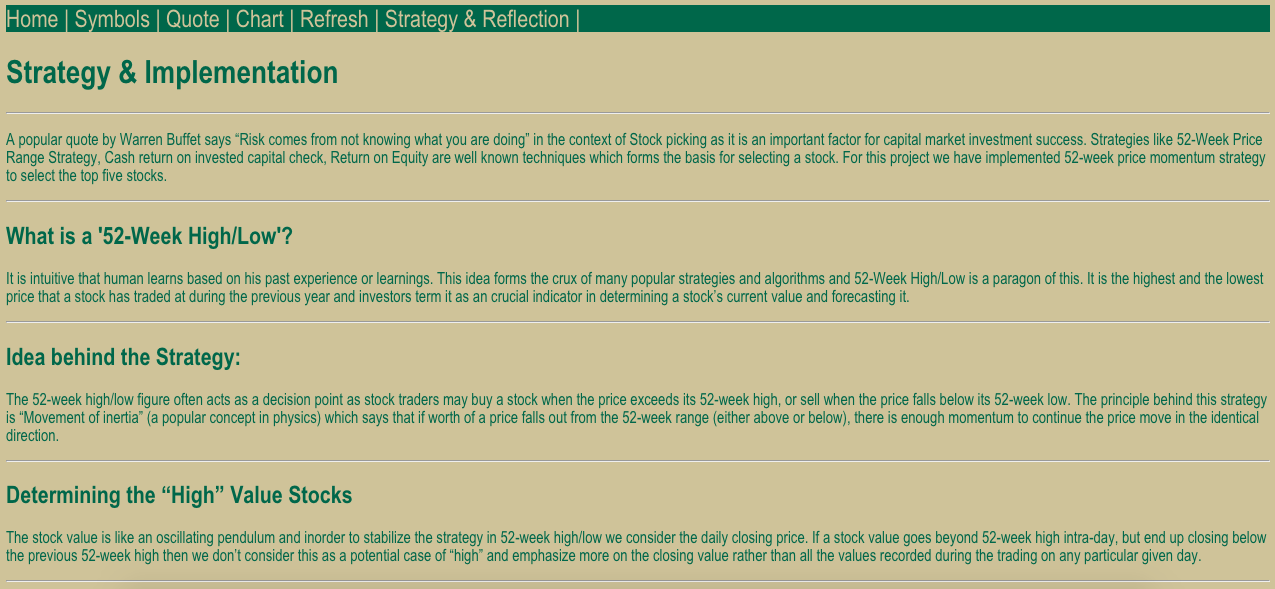 Home | Symbols | Quote | Chart | Refresh | Strategy & Reflection |
Strategy & Implementation
A popular quote by Warren Buffet says “Risk comes from not knowing what you are doing” in the context of Stock picking as it is an important factor for capital market investment success. Strategies like 52-Week Price
Range Strategy, Cash return on invested capital check, Return on Equity are well known techniques which forms the basis for selecting a stock. For this project we have implemented 52-week price momentum strategy
to select the top five stocks.
What is a '52-Week High/Low'?
It is intuitive that human learns based on his past experience or learnings. This idea forms the crux of many popular strategies and algorithms and 52-Week High/Low is a paragon of this. It is the highest and the lowest
price that a stock has traded at during the previous year and investors term it as an crucial indicator in determining a stock’s current value and forecasting it.
Idea behind the Strategy:
The 52-week high/low figure often acts as a decision point as stock traders may buy a stock when the price exceeds its 52-week high, or sell when the price falls below its 52-week low. The principle behind this strategy
is “Movement of inertia” (a popular concept in physics) which says that if worth of a price falls out from the 52-week range (either above or below), there is enough momentum to continue the price move in the identical
direction.
Determining the “High” Value Stocks
The stock value is like an oscillating pendulum and inorder to stabilize the strategy in 52-week high/low we consider the daily closing price. If a stock value goes beyond 52-week high intra-day, but end up closing below
the previous 52-week high then we don’t consider this as a potential case of “high” and emphasize more on the closing value rather than all the values recorded during the trading on any particular given day.